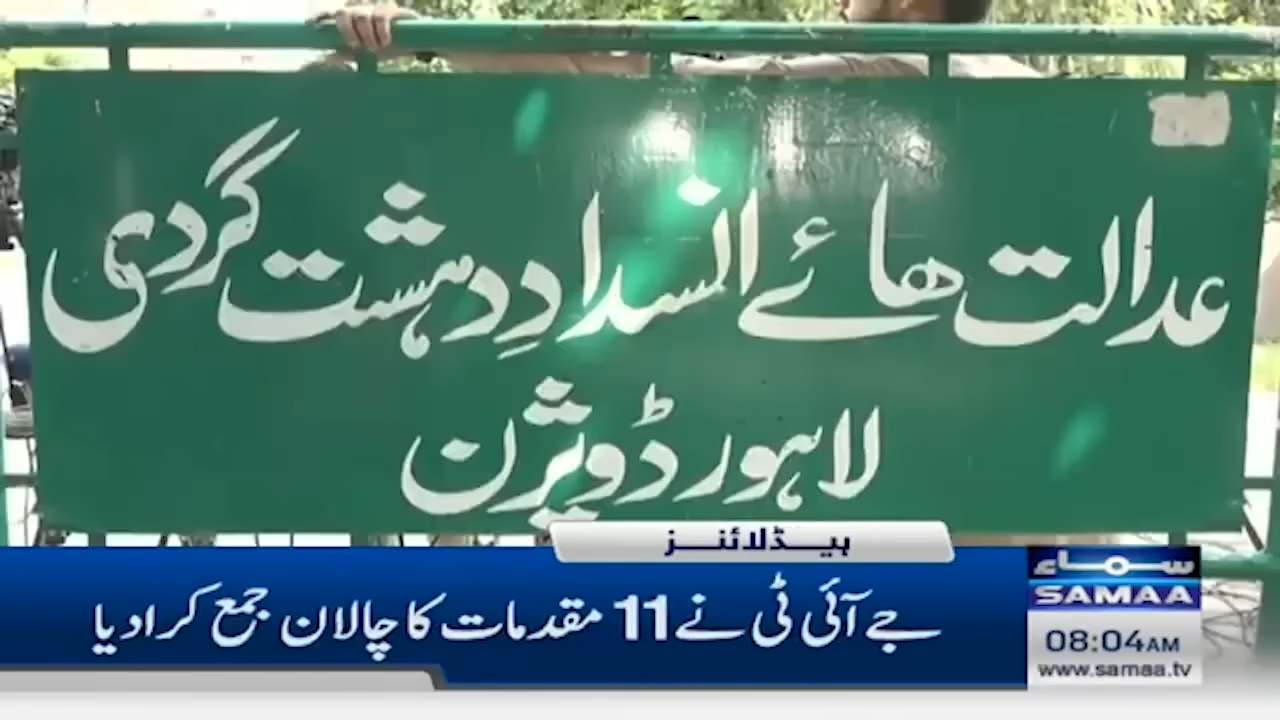 عدالت هائے انسدادِ دہشت گردی
لاہور ڈویژن
ہیڈلائنز
جے آئی ٹی نے 11 مقدمات کا چالان جمع کرا دیا
سماء
SAMAA
08:04AM
www.samaa.tv